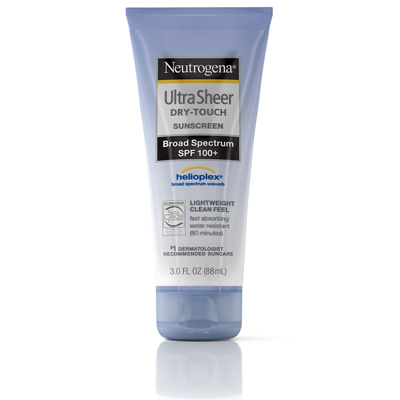 Neutrogena®
Ultra Sheer
DRY-TOUCH
SUNSCREEN
Broad Spectrum
SPF 100+
helioplex®
broad spectrum uva•uvb
LIGHTWEIGHT
CLEAN FEEL
fast absorbing
water resistant
(80 minutes)
#1 DERMATOLOGIST
RECOMMENDED SUNCARE
3.0 FL OZ (88mL)